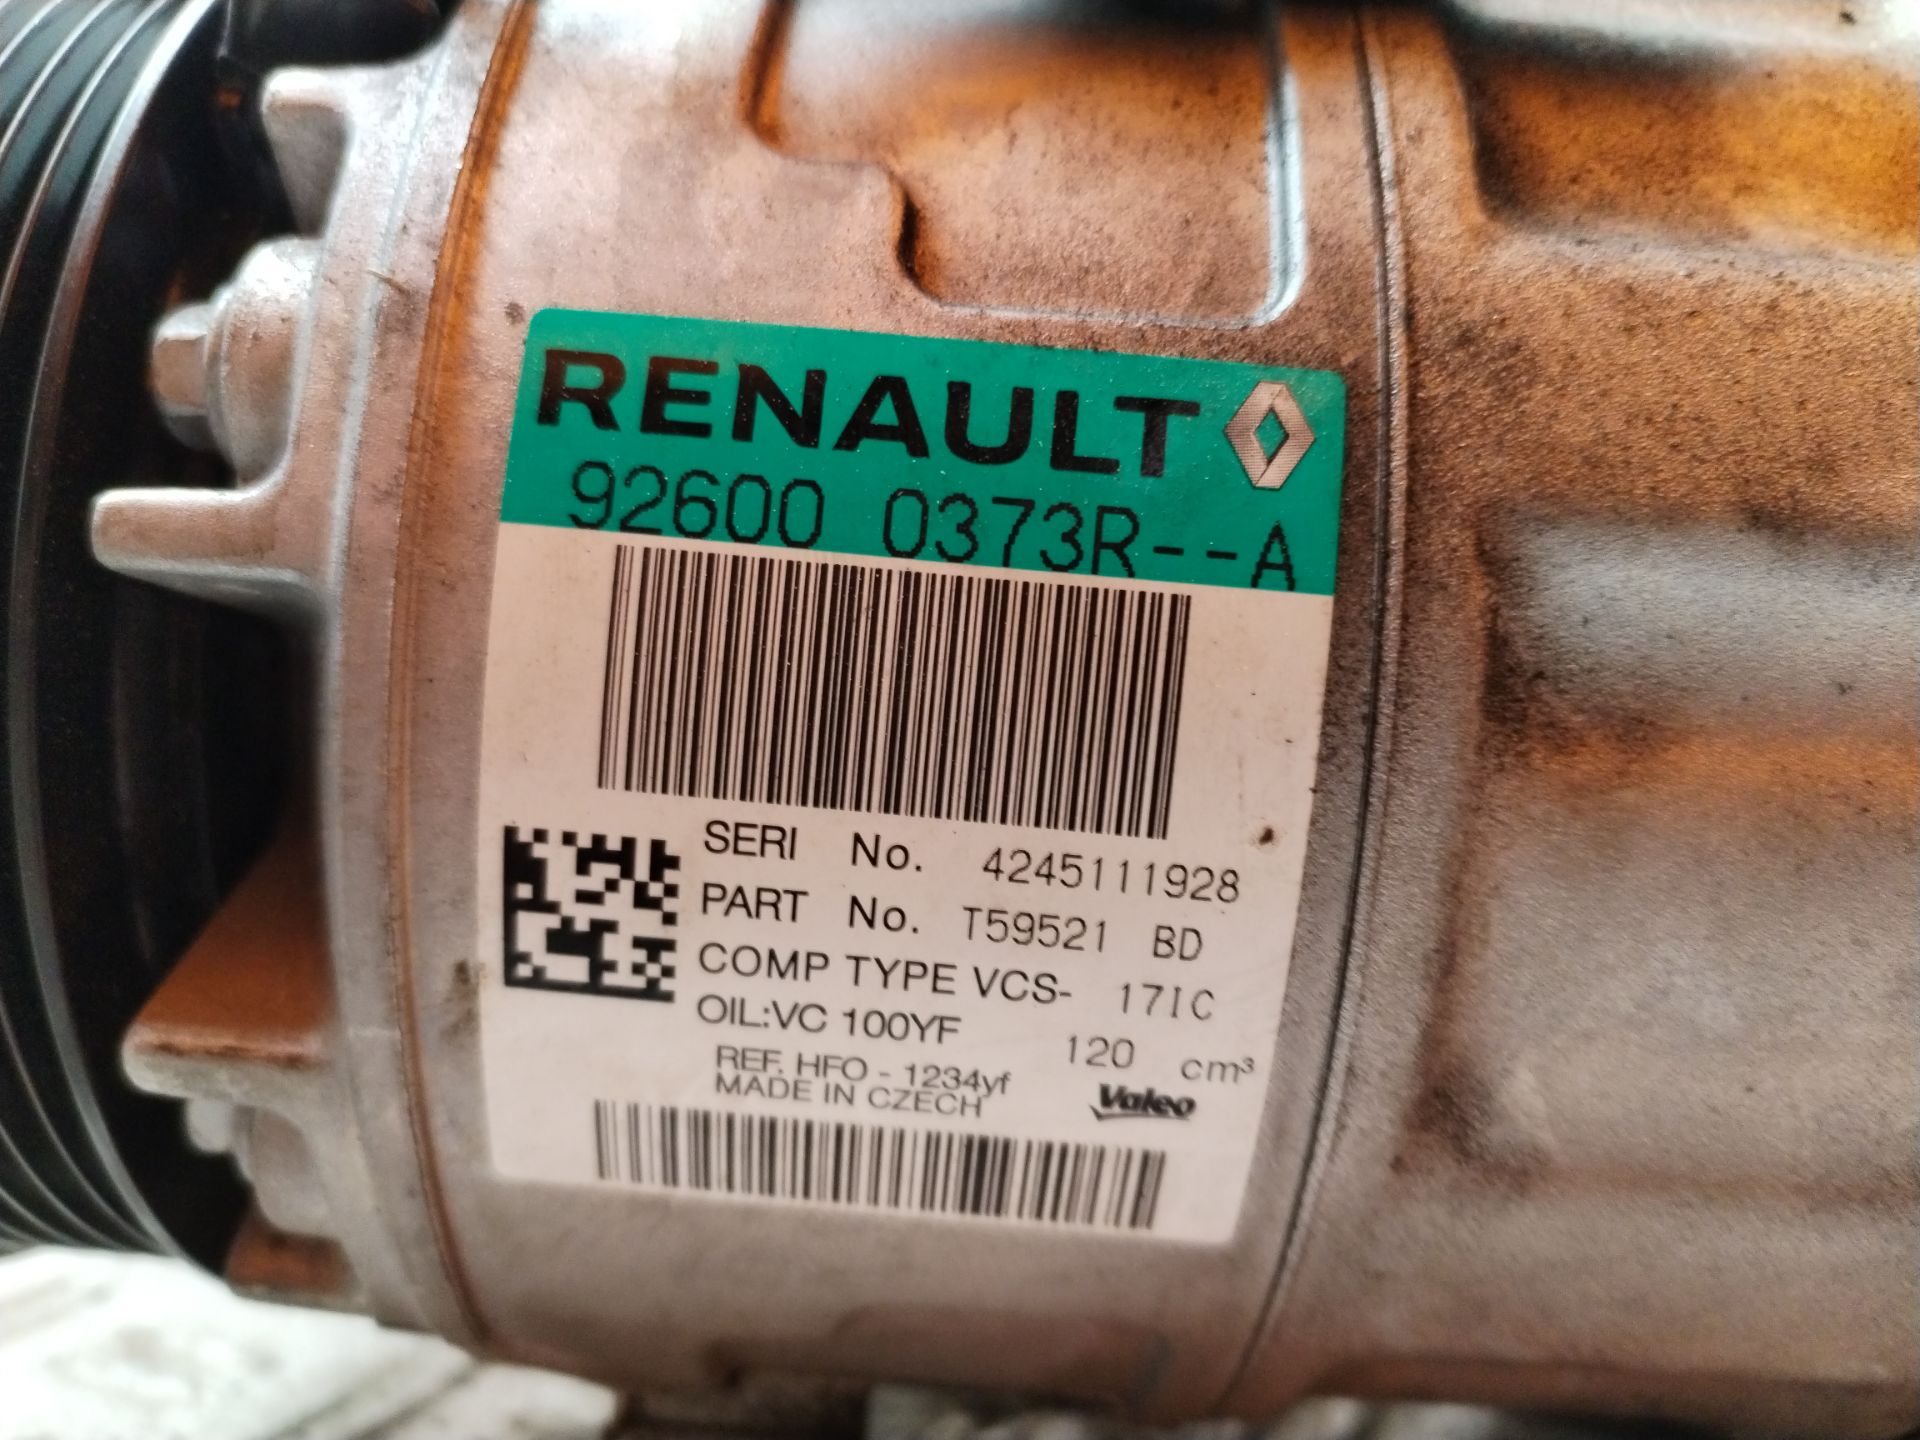 RENAULT
92600 0373R--A
SERI No. 4245111928
PART No. T59521 BD
COMP TYPE VCS- 17IC
OIL:VC 100YF 120 cm³
REF. HFO - 1234yf
MADE IN CZECH
Valeo